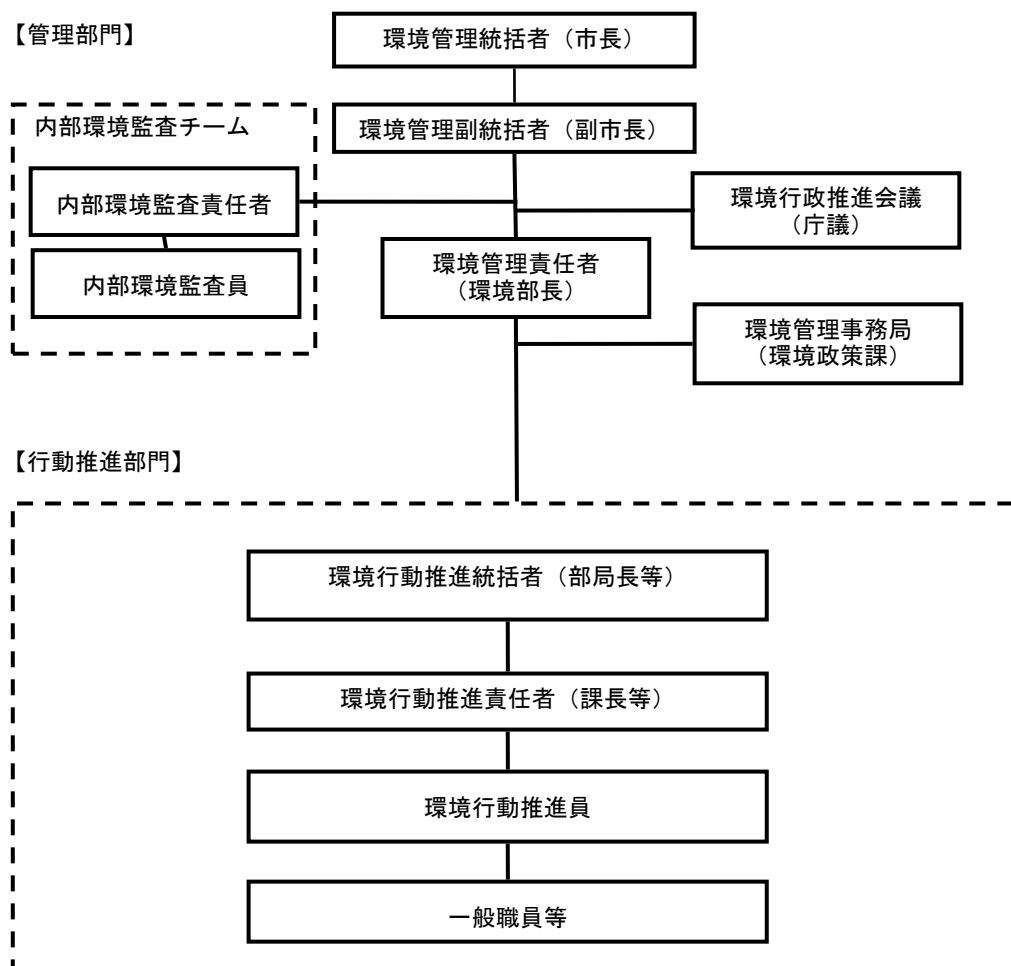 【管理部門】
環境管理統括者（市長）
内部環境監査チーム
環境管理副統括者（副市長）
内部環境監査責任者
環境行政推進会議
（庁議）
内部環境監査員
環境管理責任者
（環境部長）
環境管理事務局
（環境政策課）
【行動推進部門】
環境行動推進統括者（部局長等）
環境行動推進責任者（課長等）
環境行動推進員
一般職員等